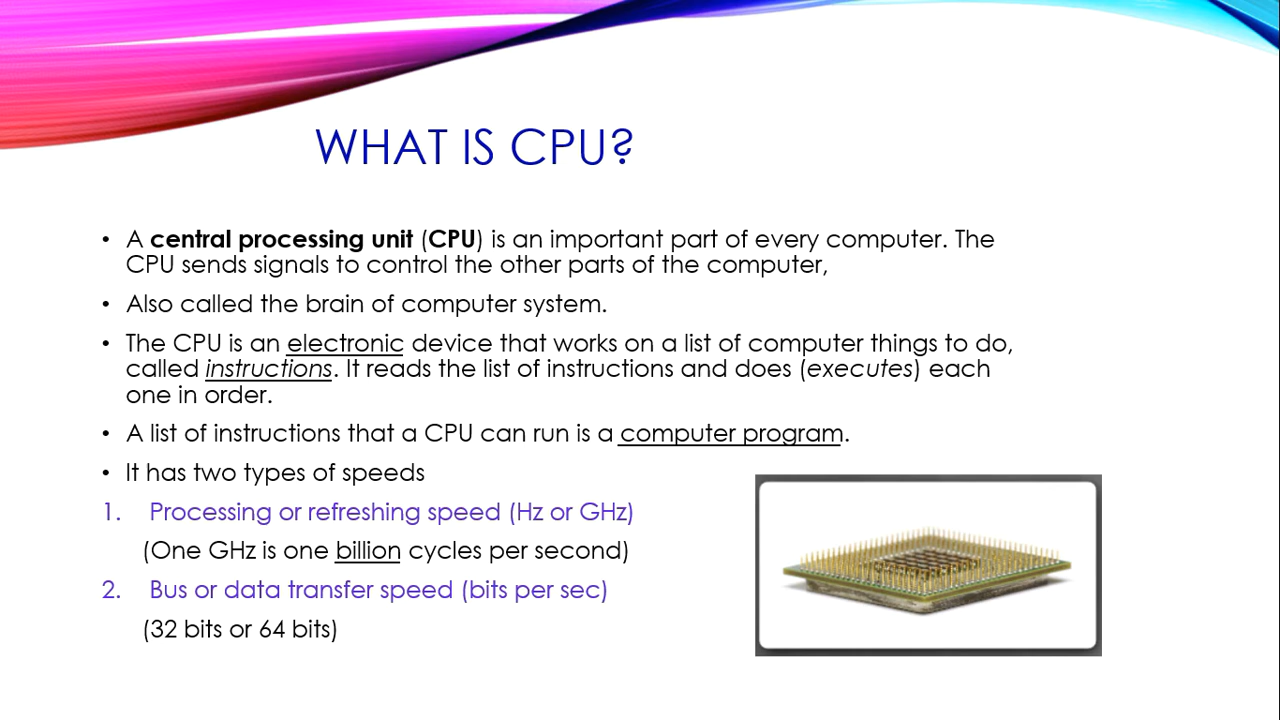 WHAT IS CPU?
• A central processing unit (CPU) is an important part of every computer. The
CPU sends signals to control the other parts of the computer,
• Also called the brain of computer system.
• The CPU is an electronic device that works on a list of computer things to do,
called instructions. It reads the list of instructions and does (executes) each
one in order.
• A list of instructions that a CPU can run is a computer program.
• It has two types of speeds
1. Processing or refreshing speed (Hz or GHz)
(One GHz is one billion cycles per second)
2. Bus or data transfer speed (bits per sec)
(32 bits or 64 bits)